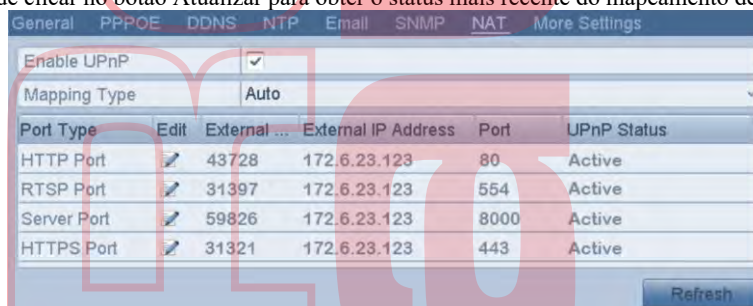 clicar no botão Atualizar para obter o status mais recente do mapeamento de
General PPPOE DDNS NTP Email SNMP NAT More Settings
Enable UPnP
Mapping Type Auto
Port Type Edit External ... External IP Address Port UPnP Status
HTTP Port 43728 172.6.23.123 80 Active
RTSP Port 31397 172.6.23.123 554 Active
Server Port 59826 172.6.23.123 8000 Active
HTTPS Port 31321 172.6.23.123 443 Active
Refresh